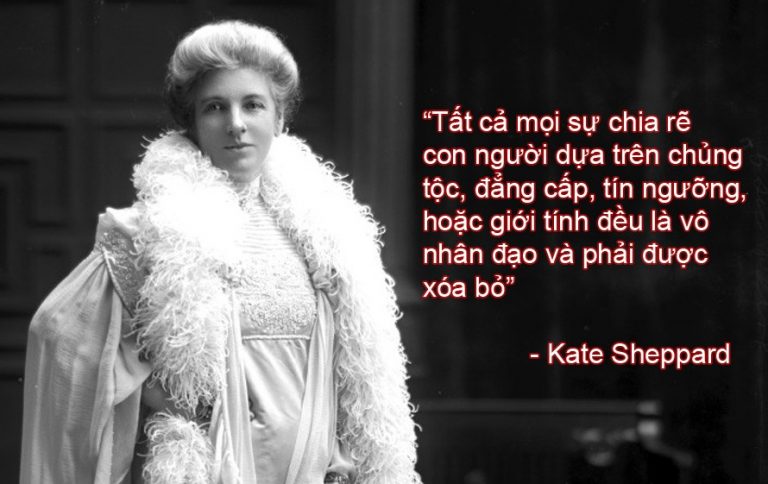 “Tất cả mọi sự chia rẽ
con người dựa trên chủng
tộc, đẳng cấp, tín ngưỡng,
hoặc giới tính đều là vô
nhân đạo và phải được
xóa bỏ”
- Kate Sheppard